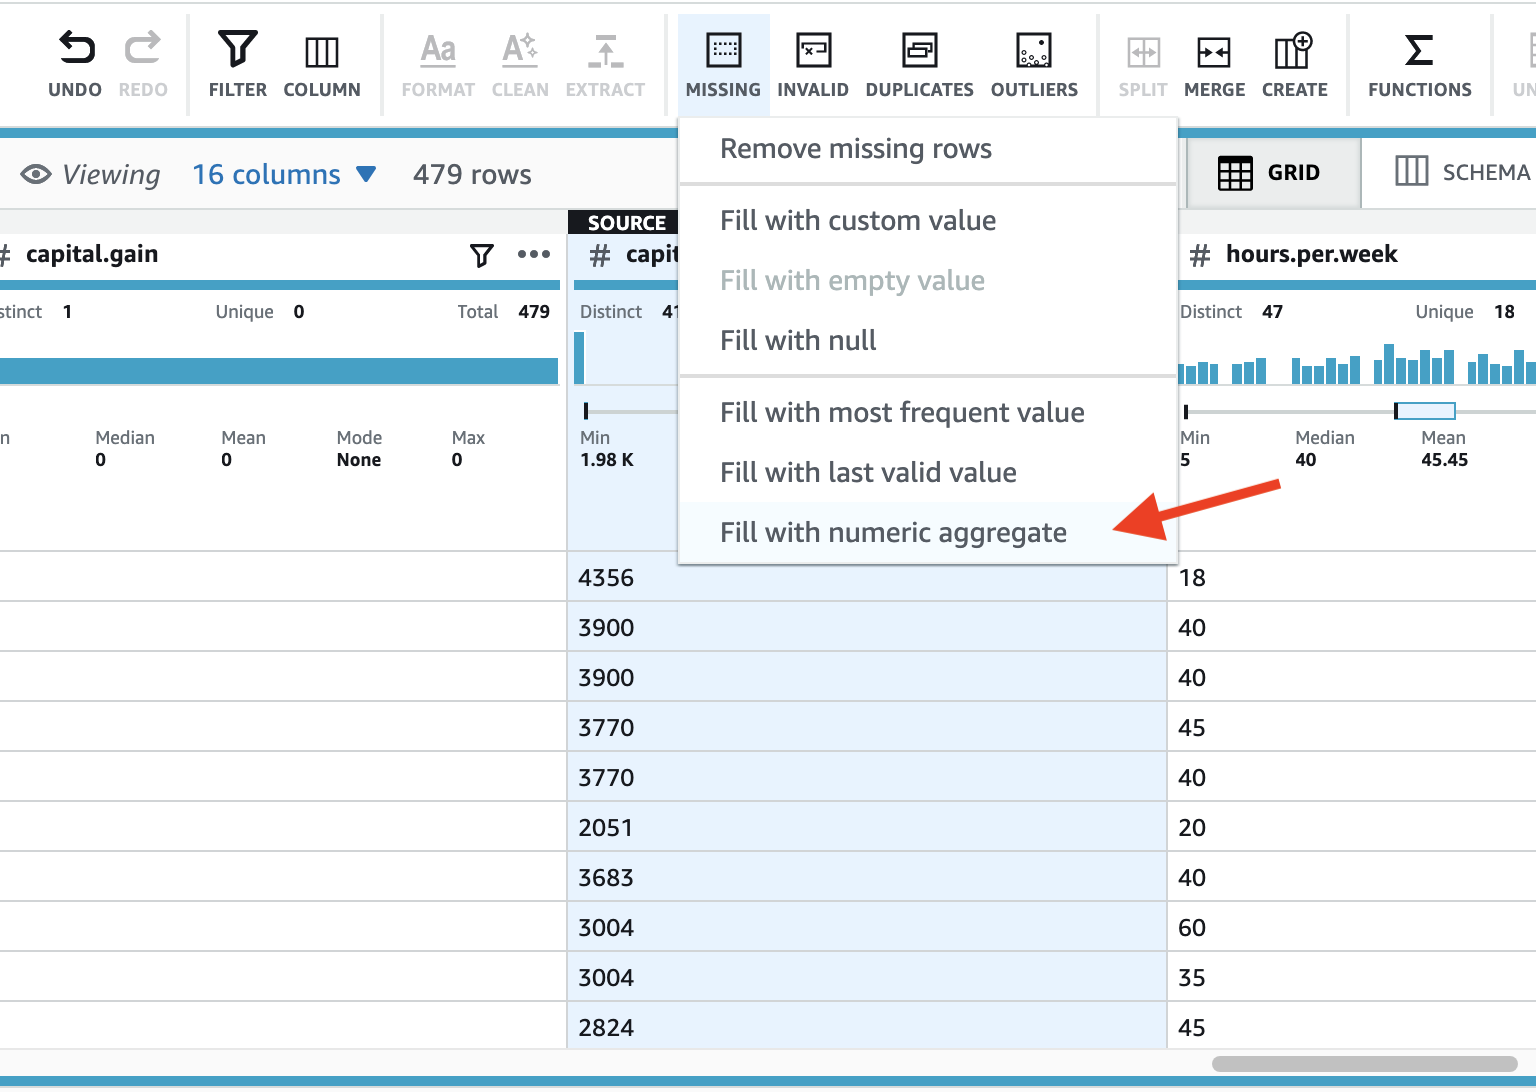 UNDO REDO FILTER COLUMN FORMAT CLEAN EXTRACT MISSING INVALID DUPLICATES OUTLIERS SPLIT MERGE CREATE FUNCTIONS UN
Remove missing rows
Fill with custom value
Fill with empty value
Fill with null
Fill with most frequent value
Fill with last valid value
Fill with numeric aggregate
Viewing 16 columns 479 rows
GRID SCHEMA
SOURCE
# capital.gain
# capit
# hours.per.week
stinct 1 Unique 0 Total 479
Distinct 41
Distinct 47 Unique 18
n Median Mean Mode Max
0 0 None 0
Min
1.98 K
Min Median Mean
5 40 45.45
4356 18
3900 40
3900 40
3770 45
3770 40
2051 20
3683 40
3004 60
3004 35
2824 45